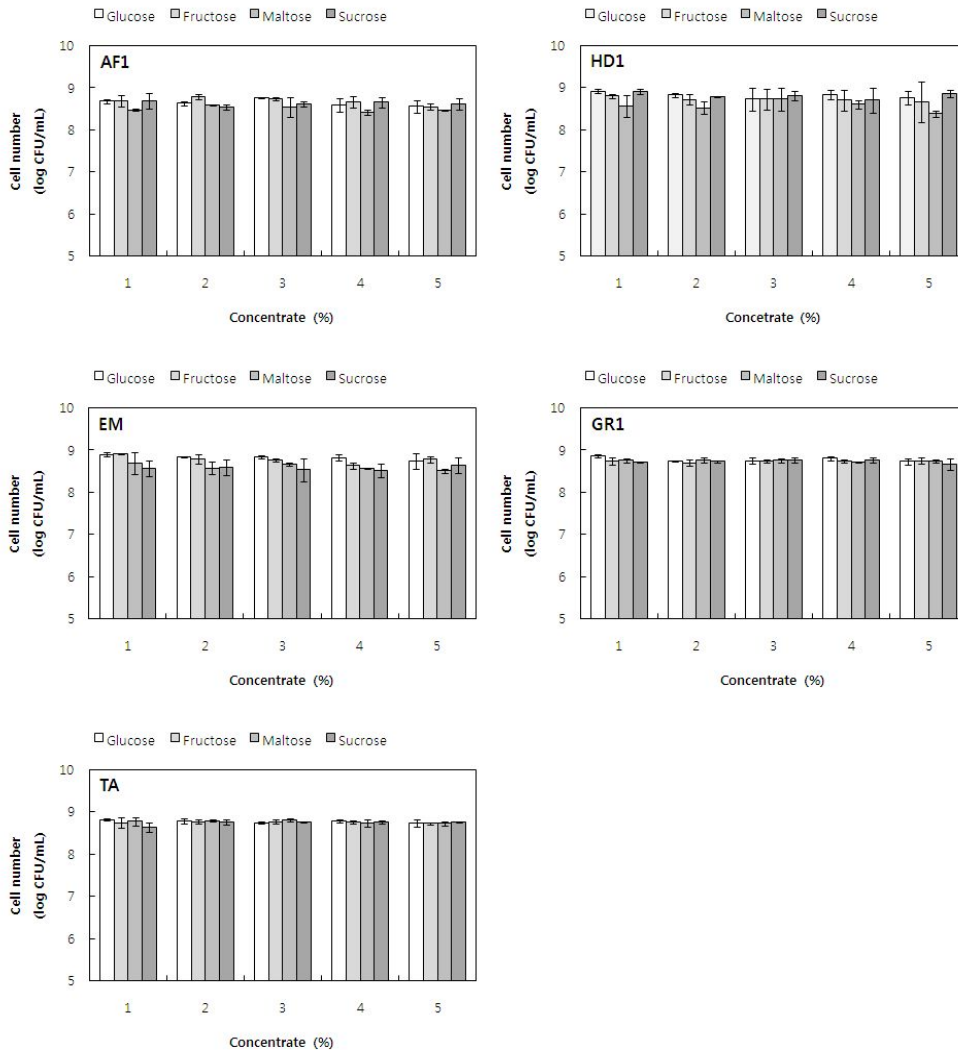 Glucose Fructose Maltose Sucrose
AF1
10
9
8
7
6
5
Cell number
(log CFU/mL)
1 2 3 4 5
Concentrate (%)
Glucose Fructose Maltose Sucrose
HD1
10
9
8
7
6
5
Cell number
(log CFU/mL)
1 2 3 4 5
Concetrate (%)
Glucose Fructose Maltose Sucrose
EM
10
9
8
7
6
5
Cell number
(log CFU/mL)
1 2 3 4 5
Concentrate (%)
Glucose Fructose Maltose Sucrose
GR1
10
9
8
7
6
5
Cell number
(log CFU/mL)
1 2 3 4 5
Concentrate (%)
Glucose Fructose Maltose Sucrose
TA
10
9
8
7
6
5
Cell number
(log CFU/mL)
1 2 3 4 5
Concentrate (%)